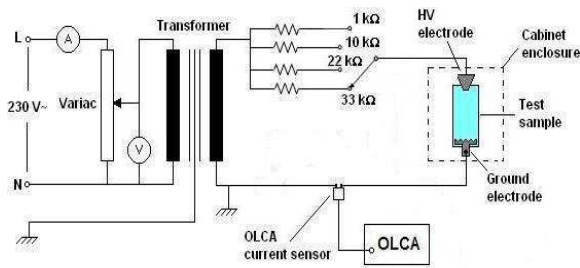 Transformer
L
A
230 V~
Variac
V
N
1 kΩ
10 kΩ
22 kΩ
33 kΩ
HV
electrode
Cabinet
enclosure
Test
sample
Ground
electrode
OLCA
current sensor
OLCA